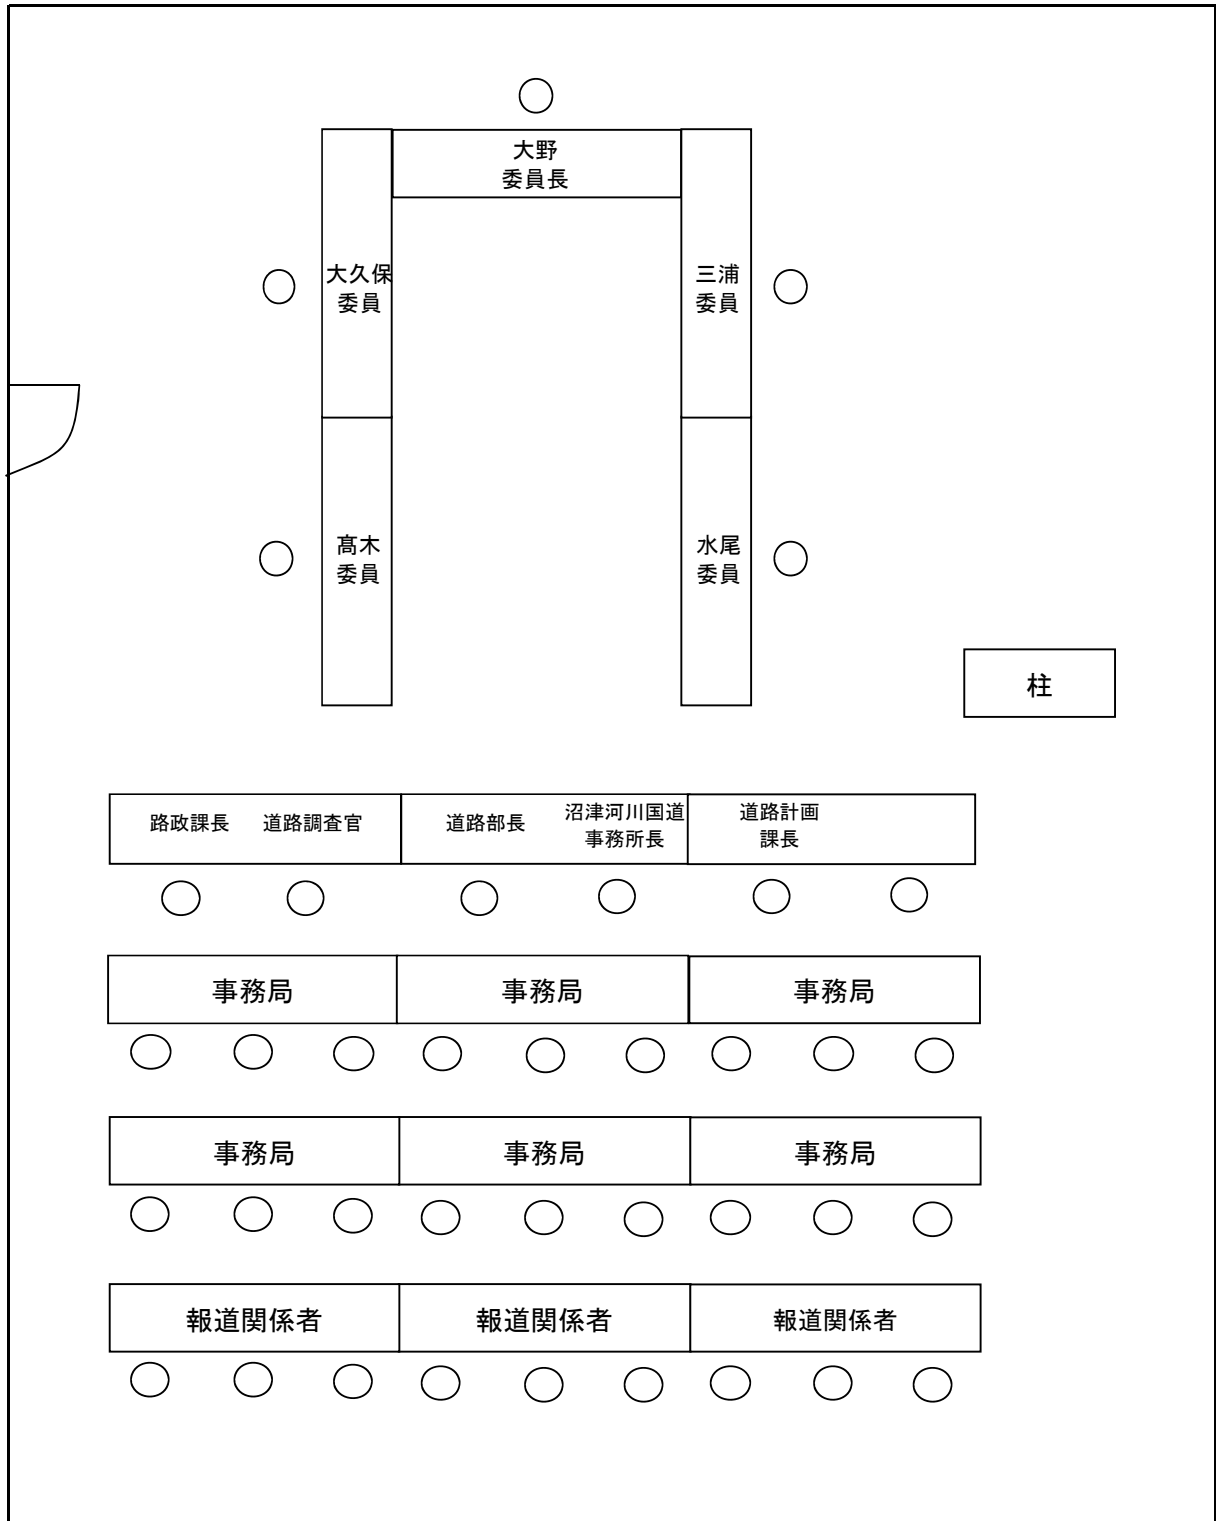 大野
委員長
大久保
委員
三浦
委員
髙木
委員
水尾
委員
柱
路政課長 道路調査官
道路部長
沼津河川国道
事務所長
道路計画
課長
事務局 事務局 事務局
事務局 事務局 事務局
報道関係者 報道関係者 報道関係者